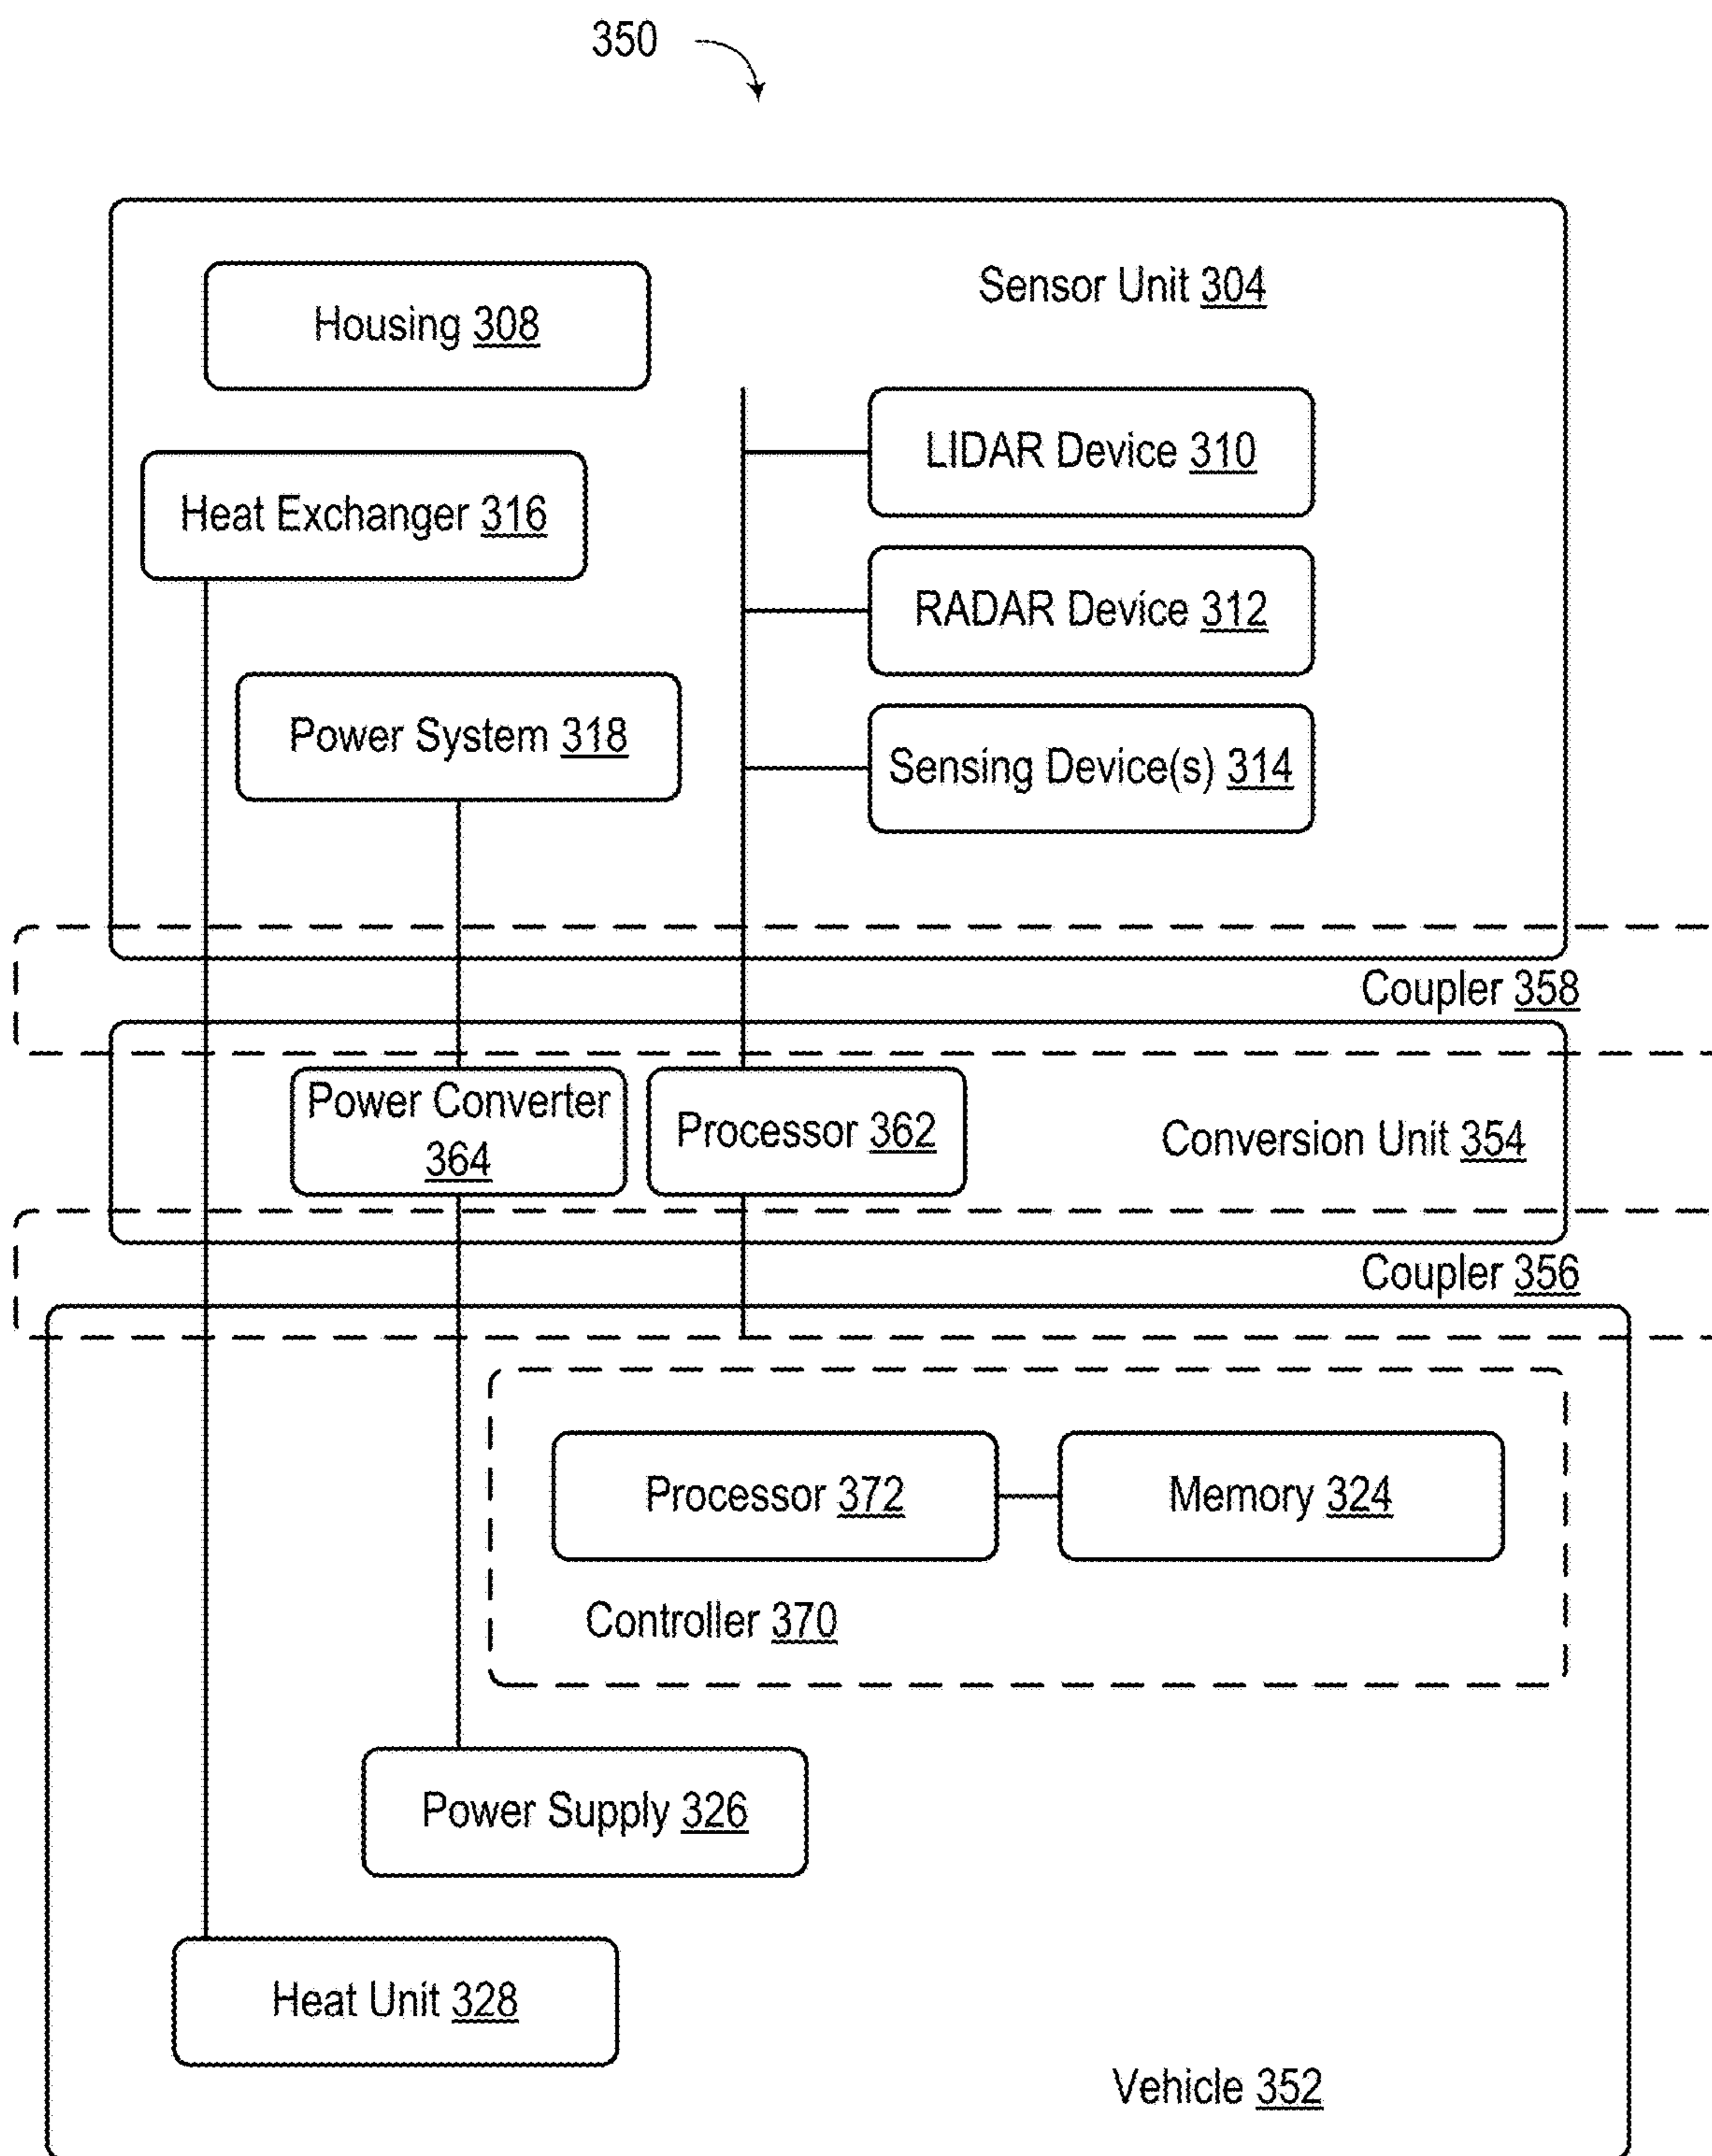 350
Sensor Unit 304
Housing 308
LIDAR Device 310
Heat Exchanger 316
RADAR Device 312
Power System 318
Sensing Device(s) 314
Coupler 358
Power Converter
364
Processor 362
Conversion Unit 354
Coupler 356
Processor 372
Memory 324
Controller 370
Power Supply 326
Heat Unit 328
Vehicle 352